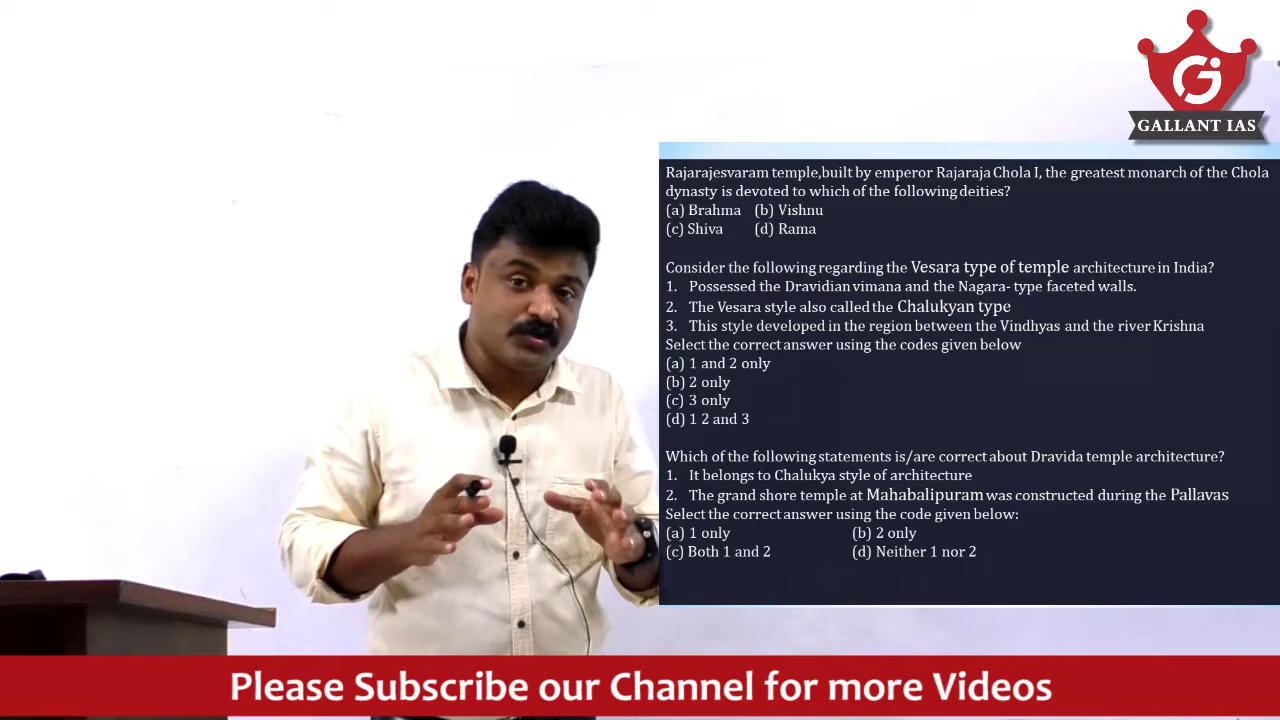 GALLANT IAS
Rajarajesvaram temple,built by emperor Rajaraja Chola I, the greatest monarch of the Chola
dynasty is devoted to which of the following deities?
(a) Brahma (b) Vishnu
(c) Shiva (d) Rama
Consider the following regarding the Vesara type of temple architecture in India?
1. Possessed the Dravidian vimana and the Nagara- type faceted walls.
2. The Vesara style also called the Chalukyan type
3. This style developed in the region between the Vindhyas and the river Krishna
Select the correct answer using the codes given below
(a) 1 and 2 only
(b) 2 only
(c) 3 only
(d) 1 2 and 3
Which of the following statements is/are correct about Dravida temple architecture?
1. It belongs to Chalukya style of architecture
2. The grand shore temple at Mahabalipuram was constructed during the Pallavas
Select the correct answer using the code given below:
(a) 1 only (b) 2 only
(c) Both 1 and 2 (d) Neither 1 nor 2
Please Subscribe our Channel for more Videos